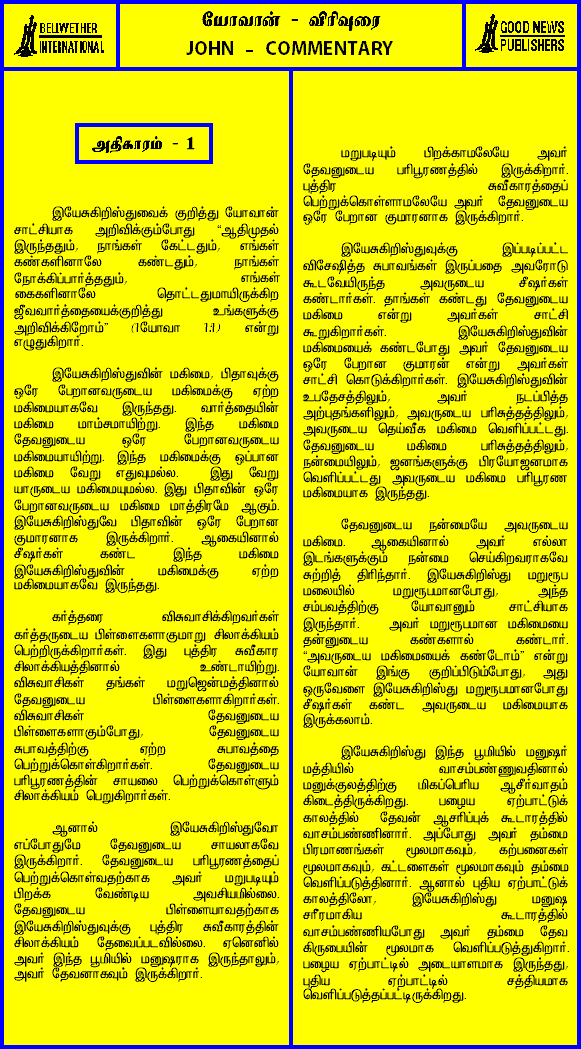 BELWETHER
INTERNATIONAL
யோவான் - விரிவுரை
JOHN - COMMENTARY
GOOD NEWS
PUBLISHERS
அதிகாரம் - 1
இயேசுகிறிஸ்துவைக் குறித்து யோவான்
சாட்சியாக அறிவிக்கும்போது “ஆதிமுதல்
இருந்ததும், நாங்கள் கேட்டதும், எங்கள்
கண்களினாலே கண்டதும், நாங்கள்
நோக்கிப்பார்த்ததும், எங்கள்
கைகளினாலே தொட்டதுமாயிருக்கிற
ஜீவவார்த்தையைக்குறித்து உங்களுக்கு
அறிவிக்கிறோம்” (1யோவா 1:1) என்று
எழுதுகிறார்.
இயேசுகிறிஸ்துவின் மகிமை, பிதாவுக்கு
ஒரே பேறானவருடைய மகிமைக்கு ஏற்ற
மகிமையாகவே இருந்தது. வார்த்தையின்
மகிமை மாம்சமாயிற்று. இந்த மகிமை
தேவனுடைய ஒரே பேறானவருடைய
மகிமையாயிற்று. இந்த மகிமைக்கு ஒப்பான
மகிமை வேறு எதுவுமல்ல. இது வேறு
யாருடைய மகிமையுமல்ல. இது பிதாவின் ஒரே
பேறானவருடைய மகிமை மாத்திரமே ஆகும்.
இயேசுகிறிஸ்துவே பிதாவின் ஒரே பேறான
குமாரனாக இருக்கிறார். ஆகையினால்
சீஷர்கள் கண்ட இந்த மகிமை
இயேசுகிறிஸ்துவின் மகிமைக்கு ஏற்ற
மகிமையாகவே இருந்தது.
கர்த்தரை விசுவாசிக்கிறவர்கள்
கர்த்தருடைய பிள்ளைகளாகுமாறு சிலாக்கியம்
பெற்றிருக்கிறார்கள். இது புத்திர சுவீகார
சிலாக்கியத்தினால் உண்டாயிற்று.
விசுவாசிகள் தங்கள் மறுஜென்மத்தினால்
தேவனுடைய பிள்ளைகளாகிறார்கள்.
விசுவாசிகள் தேவனுடைய
பிள்ளைகளாகும்போது, தேவனுடைய
சுபாவத்திற்கு ஏற்ற சுபாவத்தை
பெற்றுக்கொள்கிறார்கள். தேவனுடைய
பரிபூரணத்தின் சாயலை பெற்றுக்கொள்ளும்
சிலாக்கியம் பெறுகிறார்கள்.
ஆனால் இயேசுகிறிஸ்துவோ
எப்போதுமே தேவனுடைய சாயலாகவே
இருக்கிறார். தேவனுடைய பரிபூரணத்தைப்
பெற்றுக்கொள்வதற்காக அவர் மறுபடியும்
பிறக்க வேண்டிய அவசியமில்லை.
தேவனுடைய பிள்ளையாவதற்காக
இயேசுகிறிஸ்துவுக்கு புத்திர சுவீகாரத்தின்
சிலாக்கியம் தேவைப்படவில்லை. ஏனெனில்
அவர் இந்த பூமியில் மனுஷராக இருந்தாலும்,
அவர் தேவனாகவும் இருக்கிறார்.
மறுபடியும் பிறக்காமலேயே அவர்
தேவனுடைய பரிபூரணத்தில் இருக்கிறார்.
புத்திர சுவீகாரத்தைப்
பெற்றுக்கொள்ளாமலேயே அவர் தேவனுடைய
ஒரே பேறான குமாரனாக இருக்கிறார்.
இயேசுகிறிஸ்துவுக்கு இப்படிப்பட்ட
விசேஷித்த சுபாவங்கள் இருப்பதை அவரோடு
கூடவேயிருந்த அவருடைய சீஷர்கள்
கண்டார்கள். தாங்கள் கண்டது தேவனுடைய
மகிமை என்று அவர்கள் சாட்சி
கூறுகிறார்கள். இயேசுகிறிஸ்துவின்
மகிமையைக் கண்டபோது அவர் தேவனுடைய
ஒரே பேறான குமாரன் என்று அவர்கள்
சாட்சி கொடுக்கிறார்கள். இயேசுகிறிஸ்துவின்
உபதேசத்திலும், அவர் நடப்பித்த
அற்புதங்களிலும், அவருடைய பரிசுத்தத்திலும்,
அவருடைய தெய்வீக மகிமை வெளிப்பட்டது.
தேவனுடைய மகிமை பரிசுத்தத்திலும்,
நன்மையிலும், ஜனங்களுக்கு பிரயோஜனமாக
வெளிப்பட்டது அவருடைய மகிமை பரிபூரண
மகிமையாக இருந்தது.
தேவனுடைய நன்மையே அவருடைய
மகிமை. ஆகையினால் அவர் எல்லா
இடங்களுக்கும் நன்மை செய்கிறவராகவே
சுற்றித் திரிந்தார். இயேசுகிறிஸ்து மறுரூப
மலையில் மறுரூபமானபோது, அந்த
சம்பவத்திற்கு யோவானும் சாட்சியாக
இருந்தார். அவர் மறுரூபமான மகிமையை
தன்னுடைய கண்களால் கண்டார்.
“அவருடைய மகிமையைக் கண்டோம்” என்று
யோவான் இங்கு குறிப்பிடும்போது, அது
ஒருவேளை இயேசுகிறிஸ்து மறுரூபமானபோது
சீஷர்கள் கண்ட அவருடைய மகிமையாக
இருக்கலாம்.
இயேசுகிறிஸ்து இந்த பூமியில் மனுஷர்
மத்தியில் வாசம்பண்ணுவதினால்
மனுக்குலத்திற்கு மிகப்பெரிய ஆசீர்வாதம்
கிடைத்திருக்கிறது. பழைய ஏற்பாட்டுக்
காலத்தில் தேவன் ஆசரிப்புக் கூடாரத்தில்
வாசம்பண்ணினார். அப்போது அவர் தம்மை
பிரமாணங்கள் மூலமாகவும், கற்பனைகள்
மூலமாகவும், கட்டளைகள் மூலமாகவும் தம்மை
வெளிப்படுத்தினார். ஆனால் புதிய ஏற்பாட்டுக்
காலத்திலோ, இயேசுகிறிஸ்து மனுஷ
சரீரமாகிய கூடாரத்தில்
வாசம்பண்ணியபோது அவர் தம்மை தேவ
கிருபையின் மூலமாக வெளிப்படுத்துகிறார்.
பழைய ஏற்பாட்டில் அடையாளமாக இருந்தது,
புதிய ஏற்பாட்டில் சத்தியமாக
வெளிப்படுத்தப்பட்டிருக்கிறது.